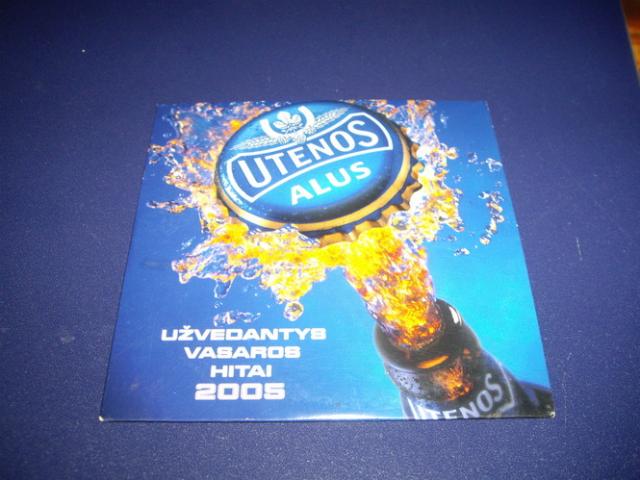 UTENOS
ALUS
UŽVEDANTYS
VASAROS
HITAI
2005
UTENOS